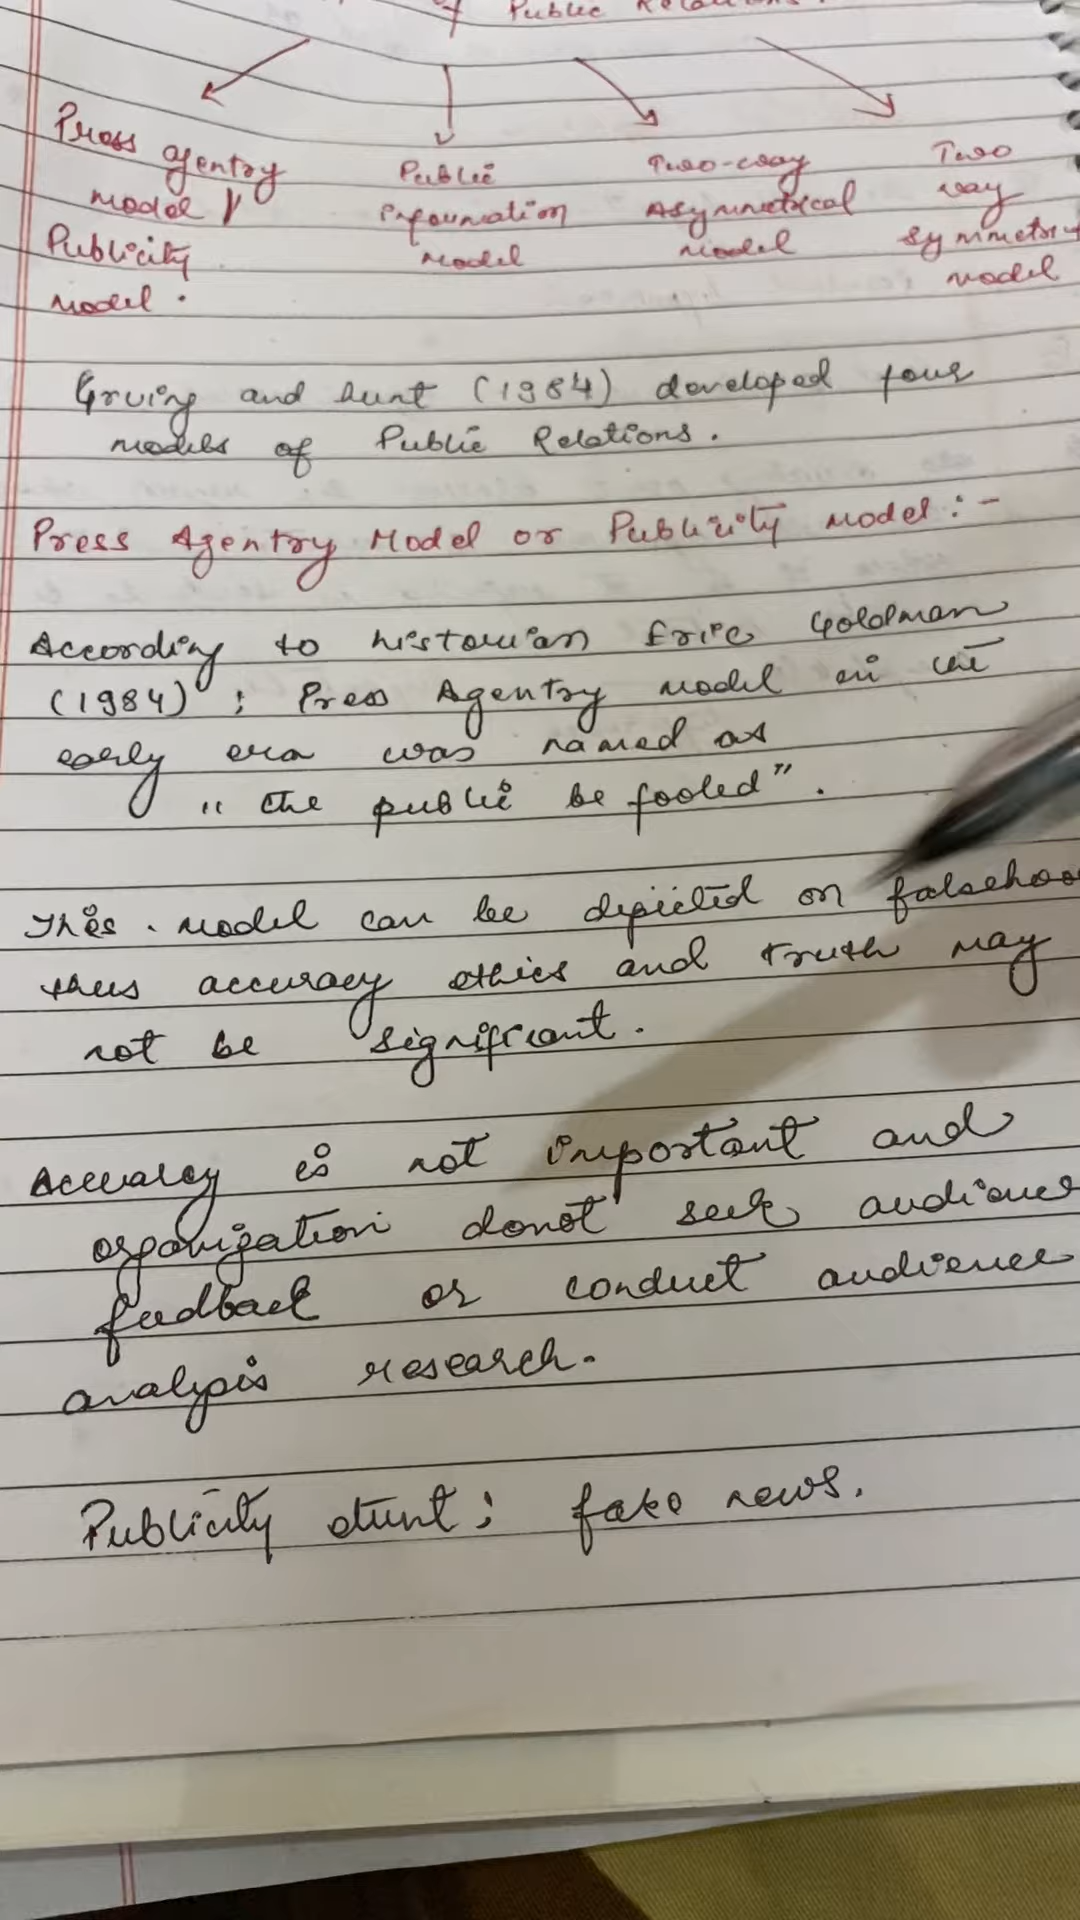 Public Relations.
Press agentry model / Publicity model.
Public Information model
Two-way Asymmetrical model
Two way symmetri model
Gruing and hunt (1984) developed four
models of Public Relations.
Press Agentry Model or Publicity model :-
According to historian Eric Goldman
(1984) ; Press Agentry model in the
early era was named as
" the public be fooled ".
This . model can be depicted on falsehoo
thus accuracy ethics and truth may
not be significant.
Accuracy is not important and
organization donot seek audience
feedback or conduct audience
analysis research.
Publicity stunt ; fake news.